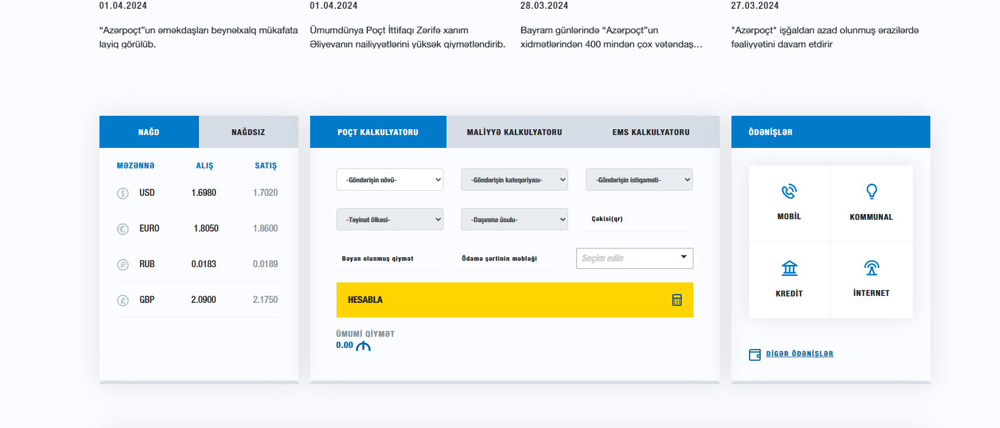 01.04.2024
“Azərpoçt”un əməkdaşları beynəlxalq mükafata
layiq görülüb.
01.04.2024
Ümumdünya Poçt İttifaqı Zərifə xanım
Əliyevanın nailiyyətlərini yüksək qiymətləndirib.
28.03.2024
Bayram günlərində “Azərpoçt”un
xidmətlərindən 400 mindən çox vətəndaş...
27.03.2024
"Azərpoçt" işğaldan azad olunmuş ərazilərdə
fəaliyyətini davam etdirir
NAĞD
NAĞDSIZ
MƏZƏNNƏ ALIŞ SATIŞ
USD 1.6980 1.7020
EURO 1.8050 1.8600
RUB 0.0183 0.0189
GBP 2.0900 2.1750
POÇT KALKULYATORU
MALİYYƏ KALKULYATORU
EMS KALKULYATORU
-Göndərişin növü-
-Göndərişin kateqoriyası-
-Göndərişin istiqaməti-
-Təyinat ölkəsi-
-Daşınma üsulu-
Çəkisi(qr)
Bəyan olunmuş qiymət
Ödəmə şərtinin məbləği
Seçim edin
HESABLA
ÜMUMİ QİYMƏT
0.00 ₼
ÖDƏNİŞLƏR
MOBİL
KOMMUNAL
KREDİT
İNTERNET
DİGƏR ÖDƏNİŞLƏR